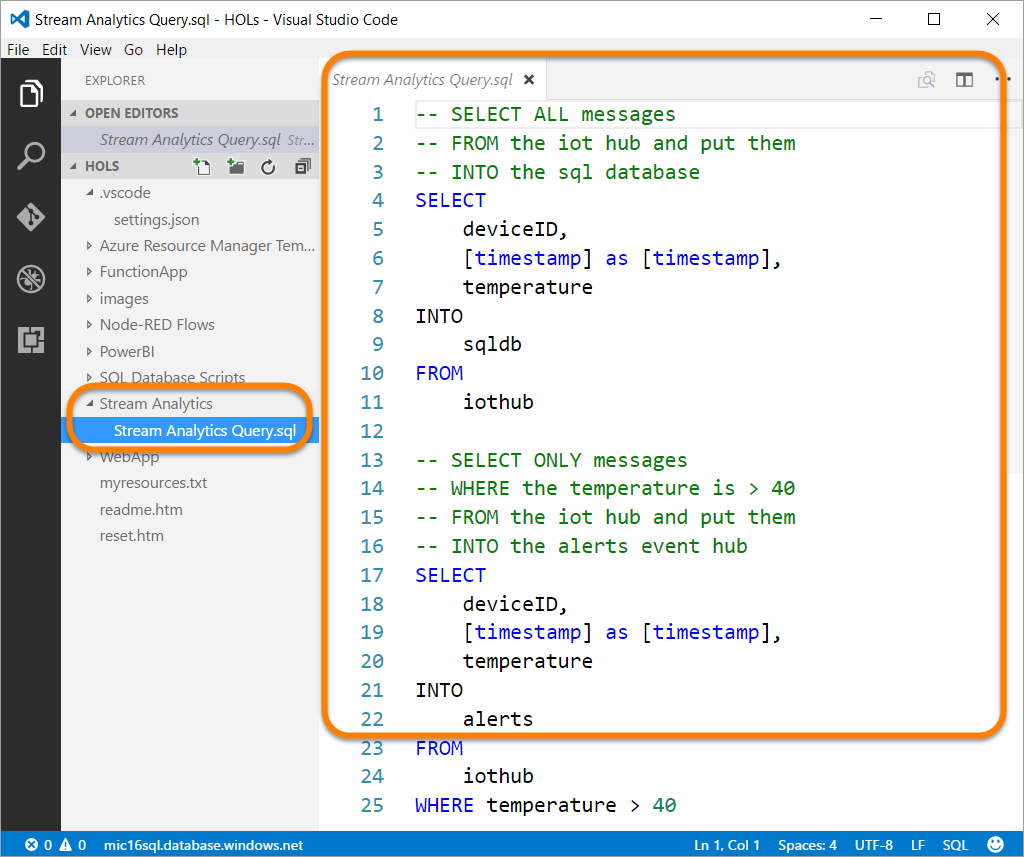 Stream Analytics Query.sql - HOLs - Visual Studio Code
File Edit View Go Help
EXPLORER
OPEN EDITORS
Stream Analytics Query.sql Str...
HOLS
.vscode
settings.json
Azure Resource Manager Tem...
FunctionApp
images
Node-RED Flows
PowerBI
SQL Database Scripts
Stream Analytics
Stream Analytics Query.sql
WebApp
myresources.txt
readme.htm
reset.htm
Stream Analytics Query.sql
1 -- SELECT ALL messages
2 -- FROM the iot hub and put them
3 -- INTO the sql database
4 SELECT
5     deviceID,
6     [timestamp] as [timestamp],
7     temperature
8 INTO
9     sqldb
10 FROM
11     iothub
12
13 -- SELECT ONLY messages
14 -- WHERE the temperature is > 40
15 -- FROM the iot hub and put them
16 -- INTO the alerts event hub
17 SELECT
18     deviceID,
19     [timestamp] as [timestamp],
20     temperature
21 INTO
22     alerts
23 FROM
24     iothub
25 WHERE temperature > 40
0 0 mic16sql.database.windows.net Ln 1, Col 1 Spaces: 4 UTF-8 LF SQL